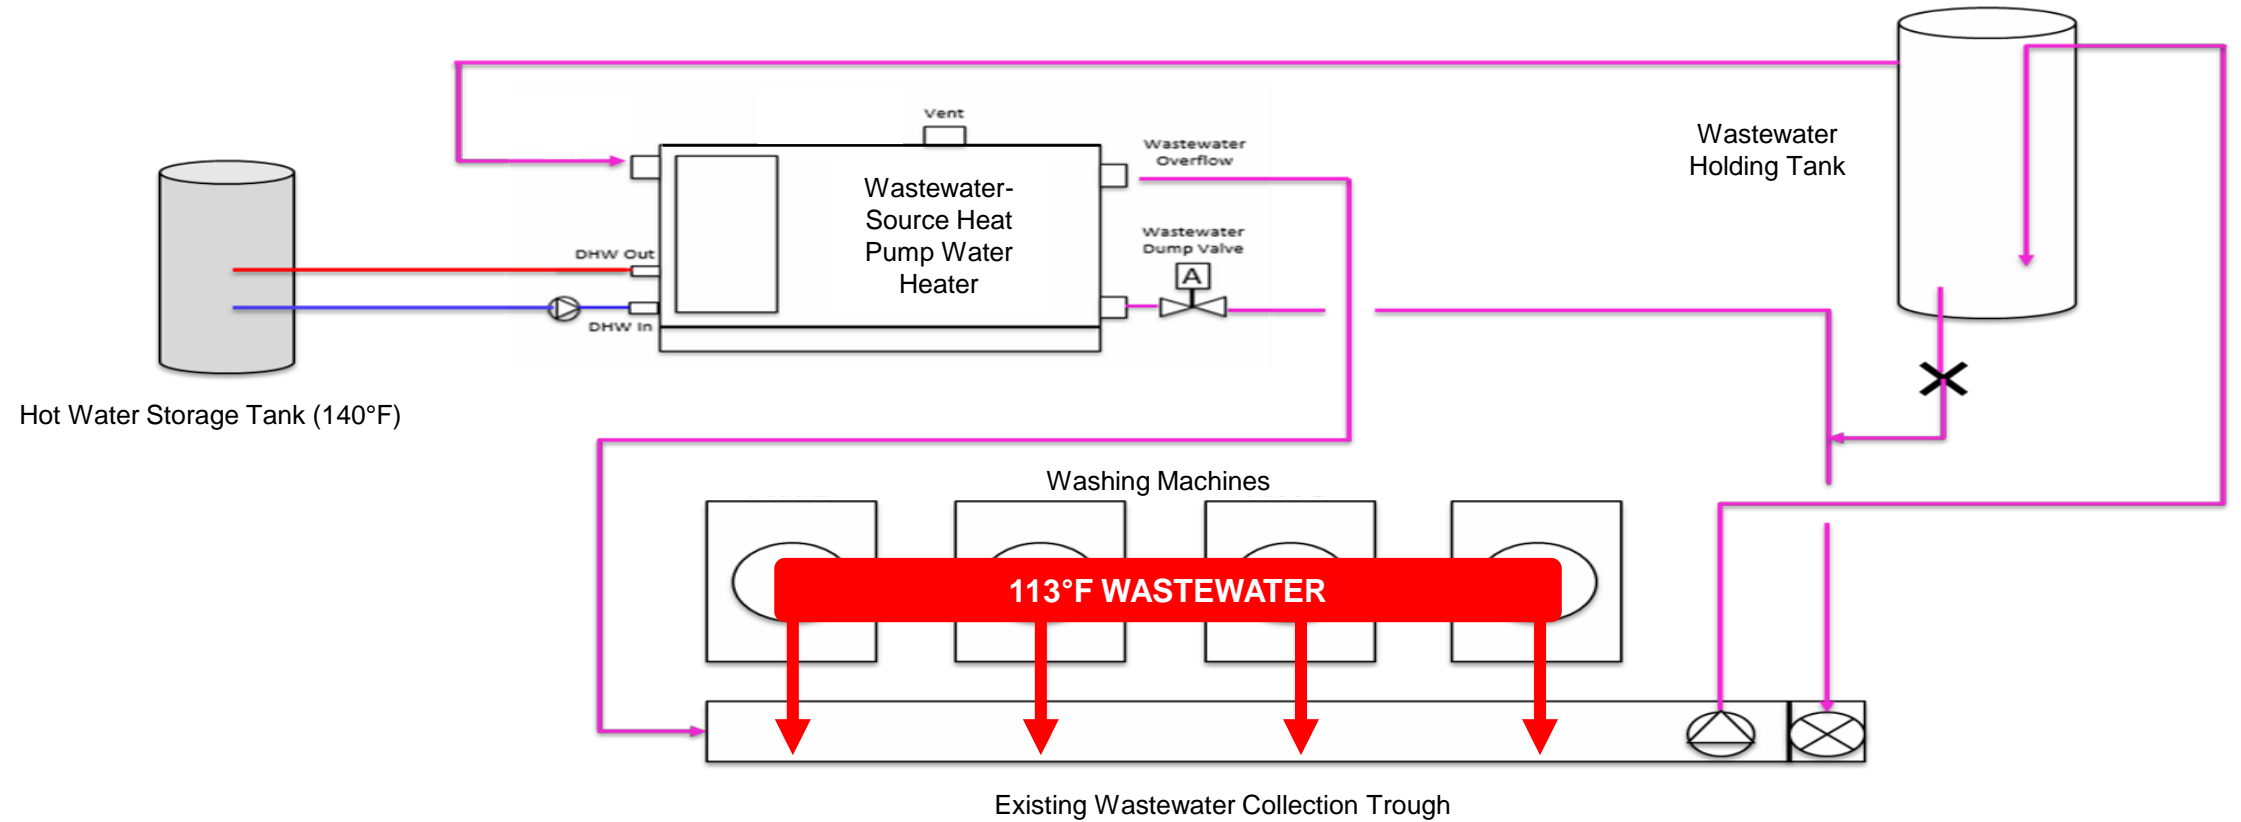 Vent
Wastewater
Overflow
Wastewater
Holding Tank
Wastewater-
Source Heat
Pump Water
Heater
DHW Out
Wastewater
Dump Valve
A
DHW In
Hot Water Storage Tank (140°F)
Washing Machines
113°F WASTEWATER
Existing Wastewater Collection Trough